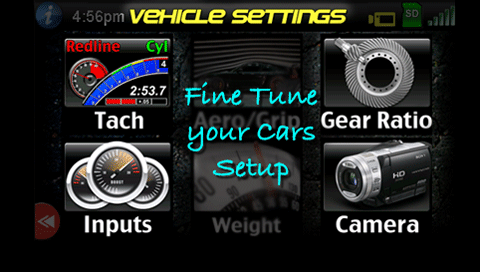 4:56pm VEHICLE SETTINGS SD
Redline Cyl
4
2:53.7
Tach
Aero/Grip
Gear Ratio
Fine Tune
your Cars
Setup
BOOST
HD
Inputs
Weight
Camera